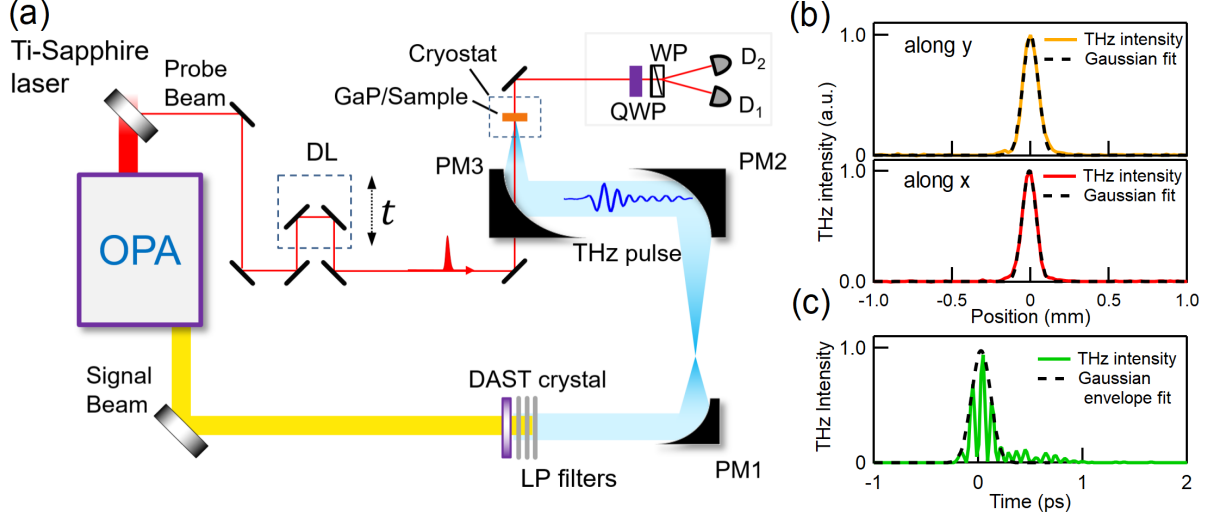 (a)
Ti-Sapphire
laser
Probe
Beam
OPA
Signal
Beam
DL
t
Cryostat
GaP/Sample
WP
QWP
D2
D1
PM3
PM2
THz pulse
DAST crystal
LP filters
PM1
(b)
along y
THz intensity
Gaussian fit
1.0
0
along x
THz intensity
Gaussian fit
1.0
0.0
THz intensity (a.u.)
-1.0 -0.5 0 0.5 1.0
Position (mm)
(c)
THz intensity
Gaussian
envelope fit
1.0
0
THz Intensity
-1 0 1 2
Time (ps)